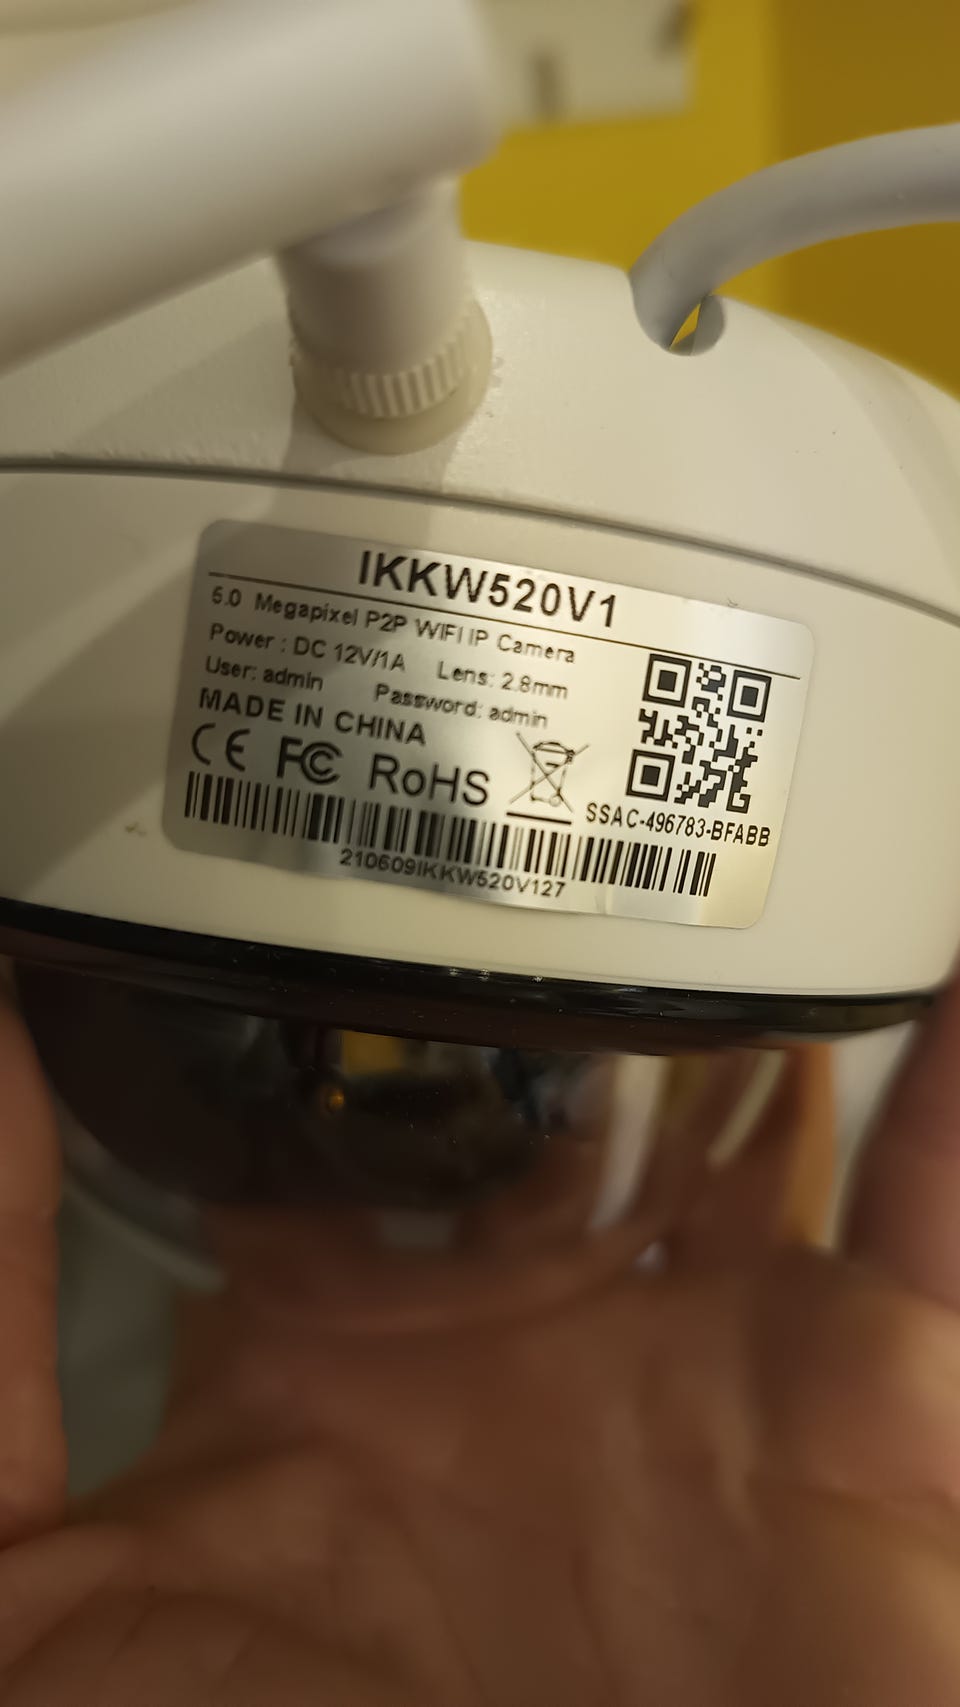 IKKW520V1
5.0 Megapixel P2P WIFI IP Camera
Power : DC 12V/1A Lens: 2.8mm
User: admin Password: admin
MADE IN CHINA
CE FC RoHS
SSAC-496783-BFABB
210609IKKW520V127